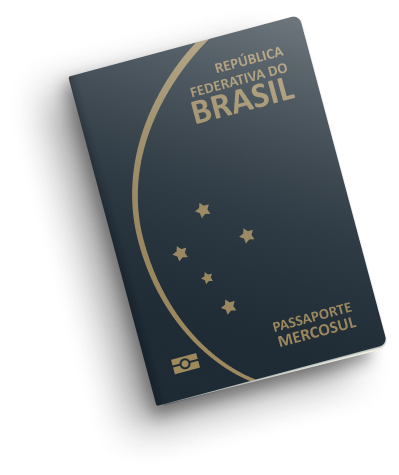 REPÚBLICA
FEDERATIVA DO
BRASIL
PASSAPORTE
MERCOSUL